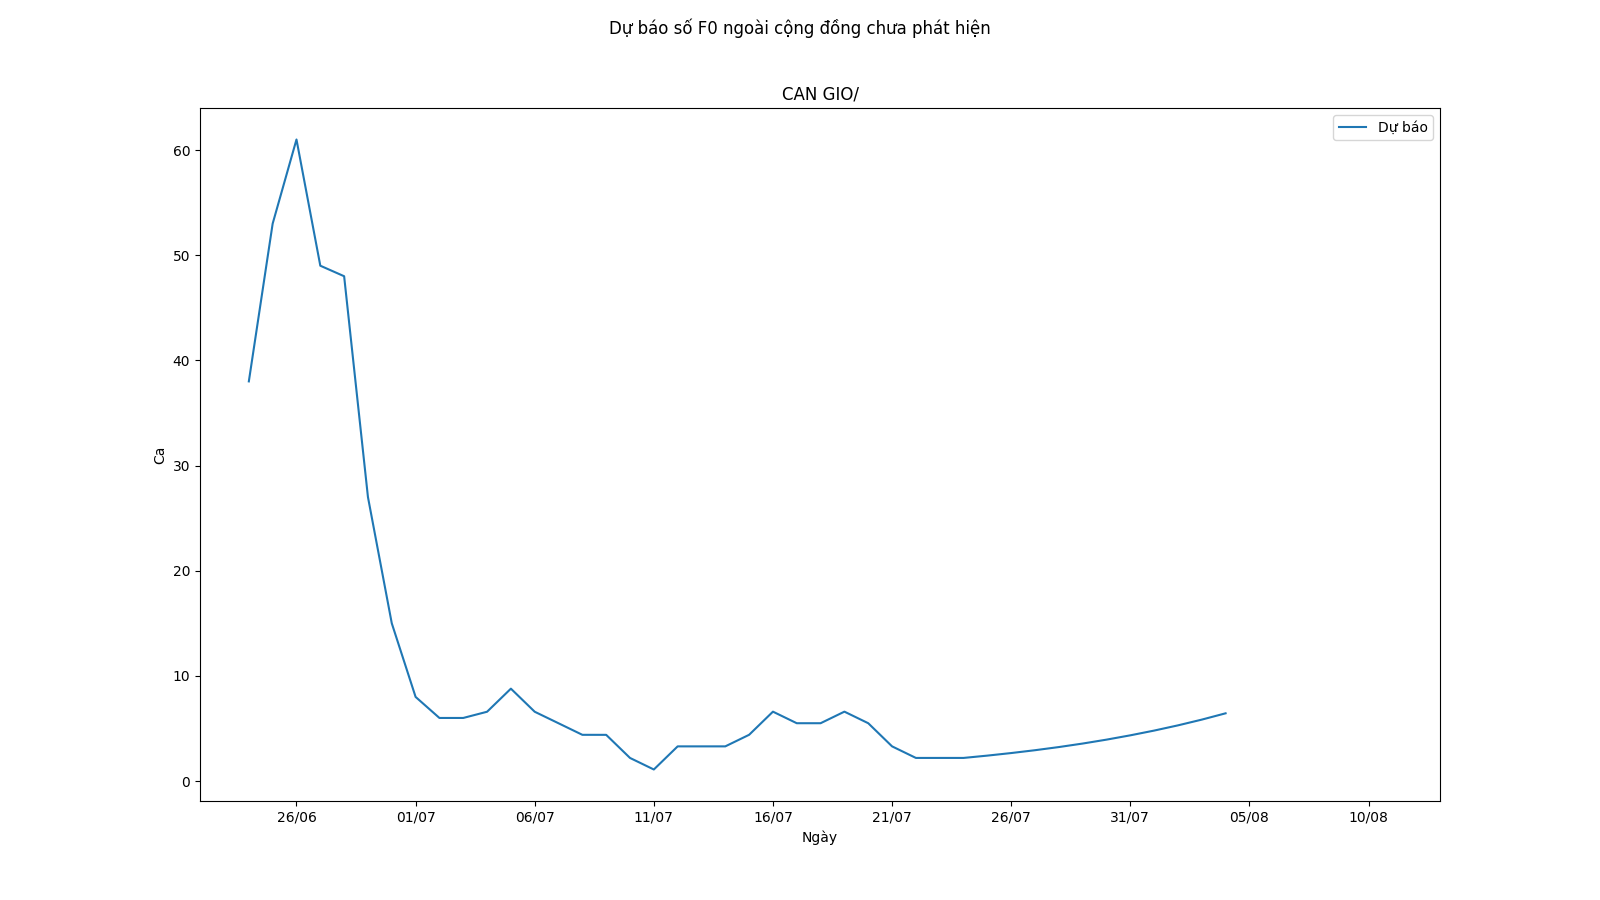 Dự báo số F0 ngoài cộng đồng chưa phát hiện
CAN GIO/
Dự báo
60
50
40
30
20
10
0
Ca
26/06 01/07 06/07 11/07 16/07 21/07 26/07 31/07 05/08 10/08
Ngày